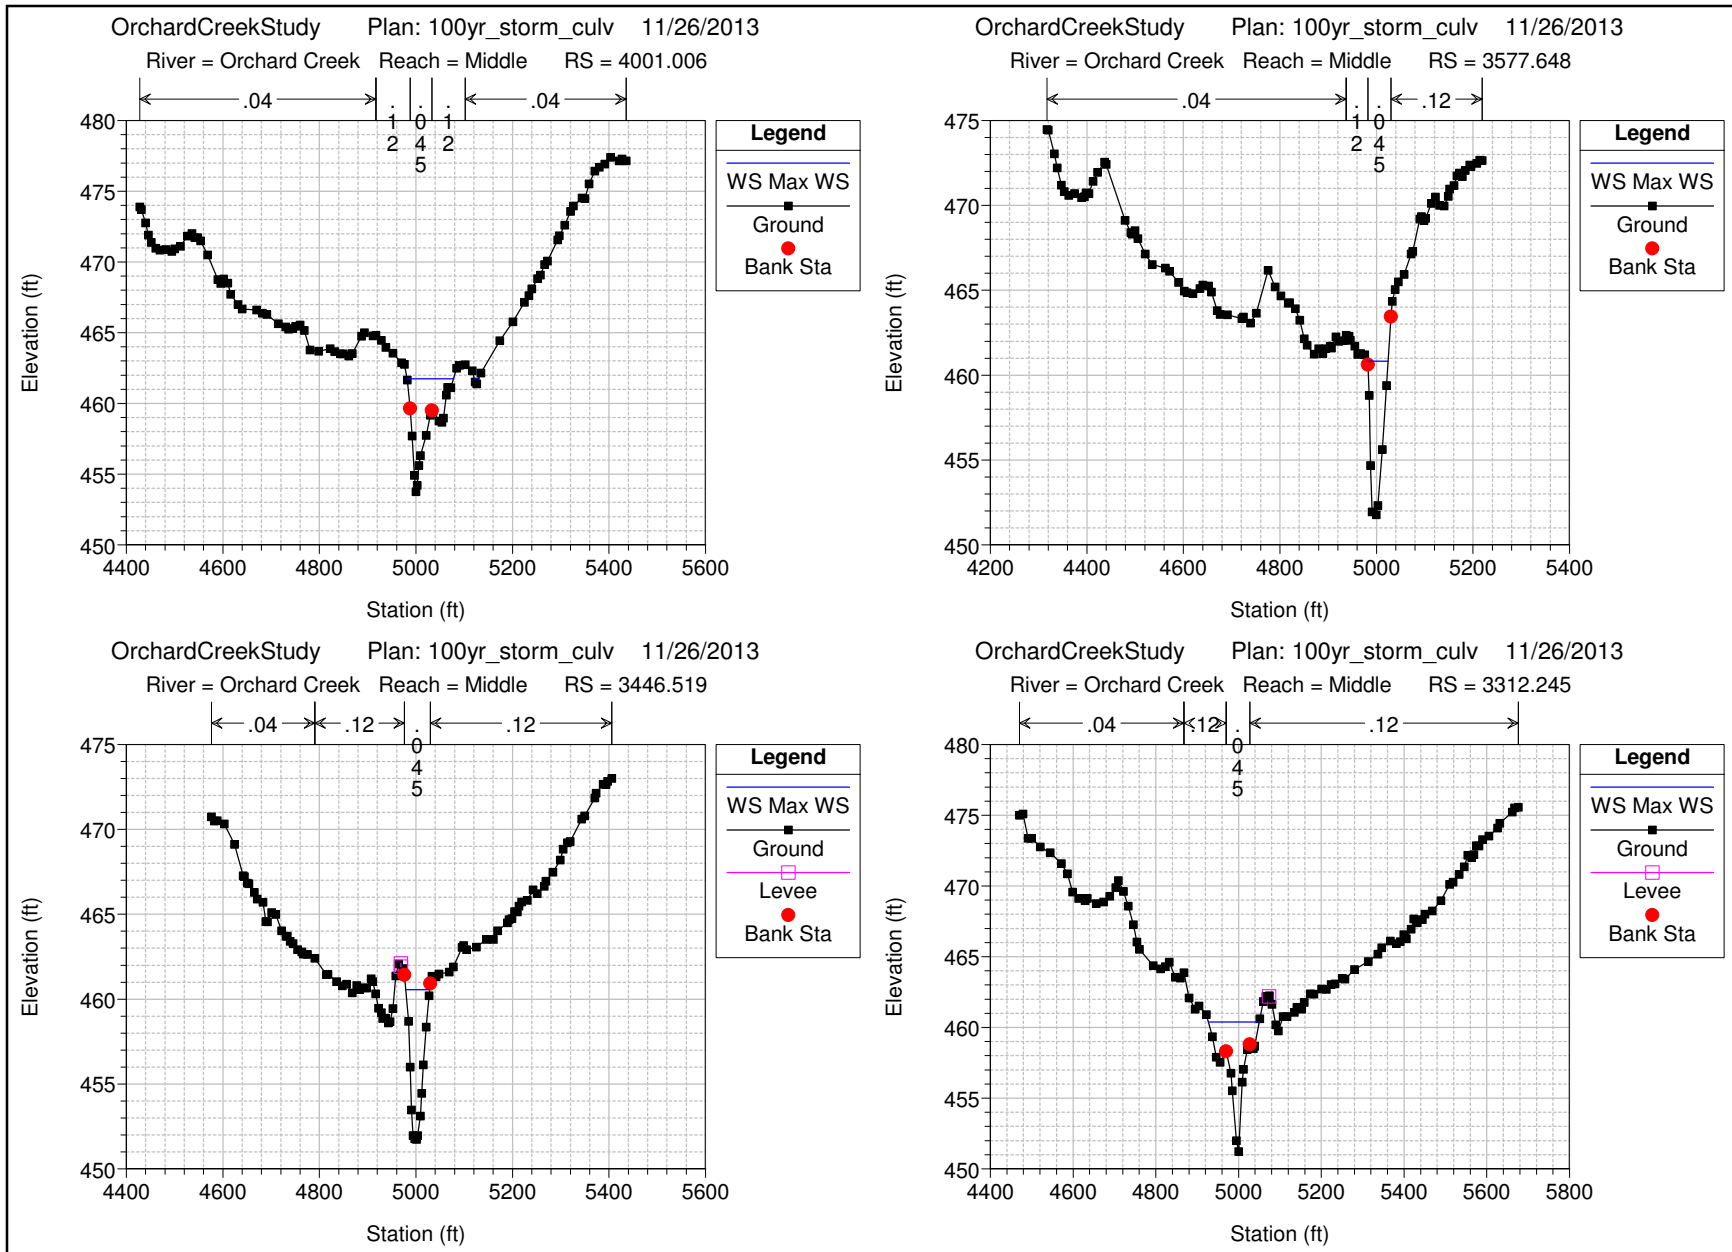 OrchardCreekStudy Plan: 100yr_storm_culv 11/26/2013
River = Orchard Creek Reach = Middle RS = 4001.006
.04 .12 .045 .12 .04
480
475
470
465
460
455
450
4400 4600 4800 5000 5200 5400 5600
Station (ft)
Elevation (ft)
Legend
WS Max WS
Ground
Bank Sta
OrchardCreekStudy Plan: 100yr_storm_culv 11/26/2013
River = Orchard Creek Reach = Middle RS = 3577.648
.04 .12 .045 .12
475
470
465
460
455
450
4200 4400 4600 4800 5000 5200 5400
Station (ft)
Elevation (ft)
Legend
WS Max WS
Ground
Bank Sta
OrchardCreekStudy Plan: 100yr_storm_culv 11/26/2013
River = Orchard Creek Reach = Middle RS = 3446.519
.04 .12 .045 .12
475
470
465
460
455
450
4400 4600 4800 5000 5200 5400 5600
Station (ft)
Elevation (ft)
Legend
WS Max WS
Ground
Levee
Bank Sta
OrchardCreekStudy Plan: 100yr_storm_culv 11/26/2013
River = Orchard Creek Reach = Middle RS = 3312.245
.04 .12 .045 .12
480
475
470
465
460
455
450
4400 4600 4800 5000 5200 5400 5600 5800
Station (ft)
Elevation (ft)
Legend
WS Max WS
Ground
Levee
Bank Sta